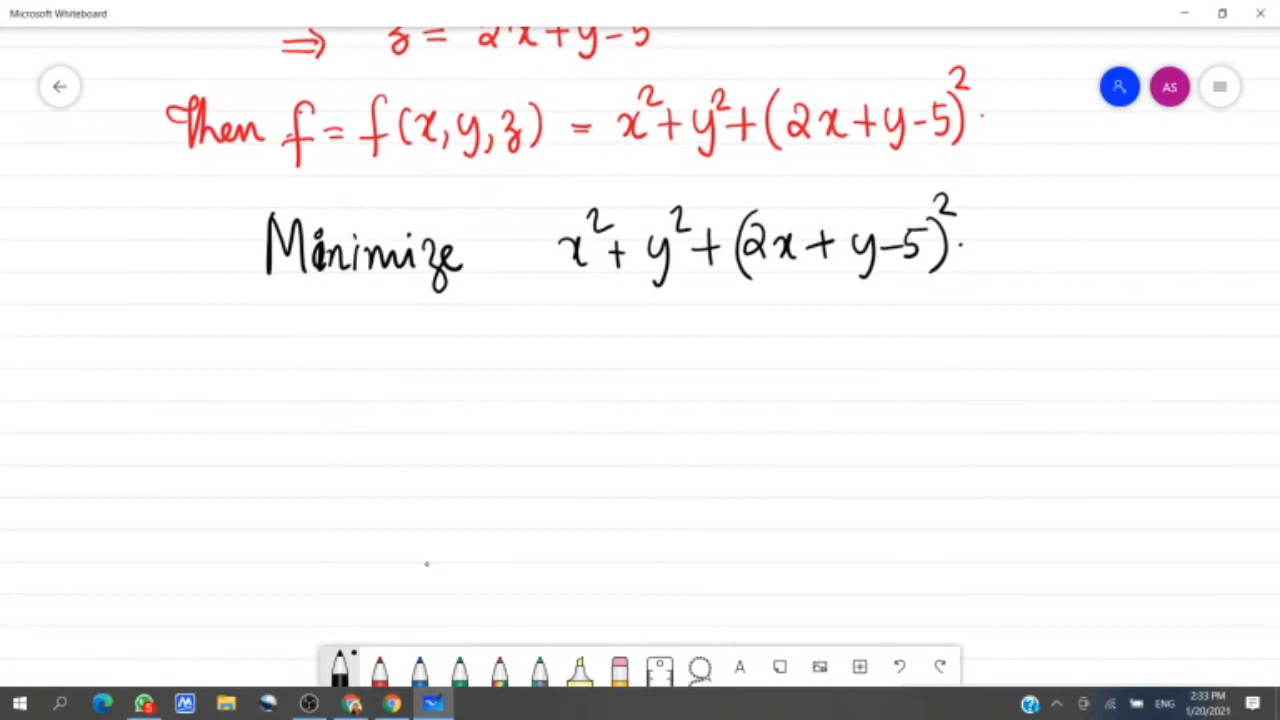 Microsoft Whiteboard
⇒ z = 2x+y-5
Then f = f(x,y,z) = x²+y²+(2x+y-5)².
AS
Minimize x²+y²+(2x+y-5)².
A
5
ENG
2:33 PM
1/20/2021